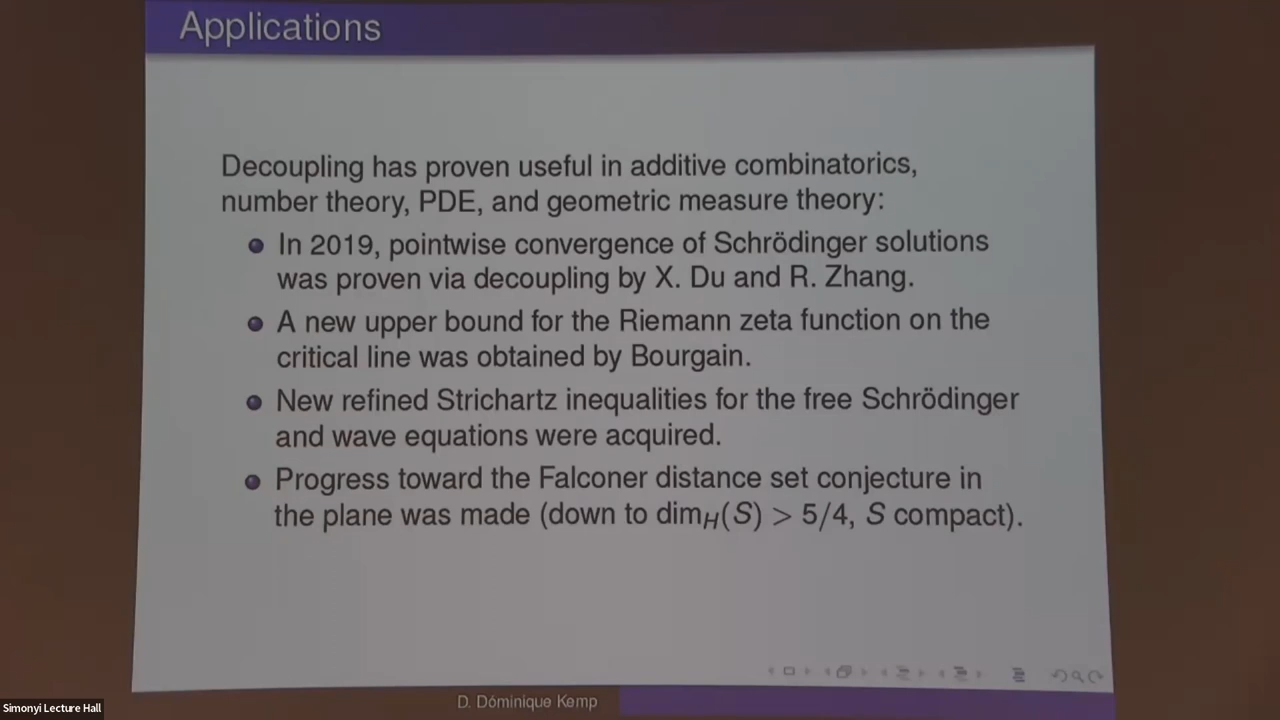 Applications
Decoupling has proven useful in additive combinatorics,
number theory, PDE, and geometric measure theory:
In 2019, pointwise convergence of Schrödinger solutions
was proven via decoupling by X. Du and R. Zhang.
A new upper bound for the Riemann zeta function on the
critical line was obtained by Bourgain.
New refined Strichartz inequalities for the free Schrödinger
and wave equations were acquired.
Progress toward the Falconer distance set conjecture in
the plane was made (down to dim_H(S) > 5/4, S compact).
D. Dóminique Kemp
Simonyi Lecture Hall